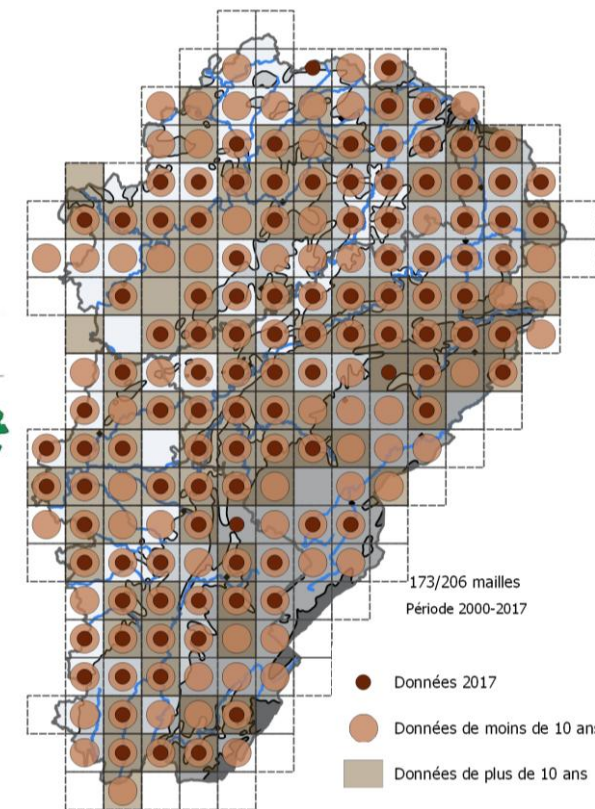 173/206 mailles
Période 2000-2017
Données 2017
Données de moins de 10 ans
Données de plus de 10 ans